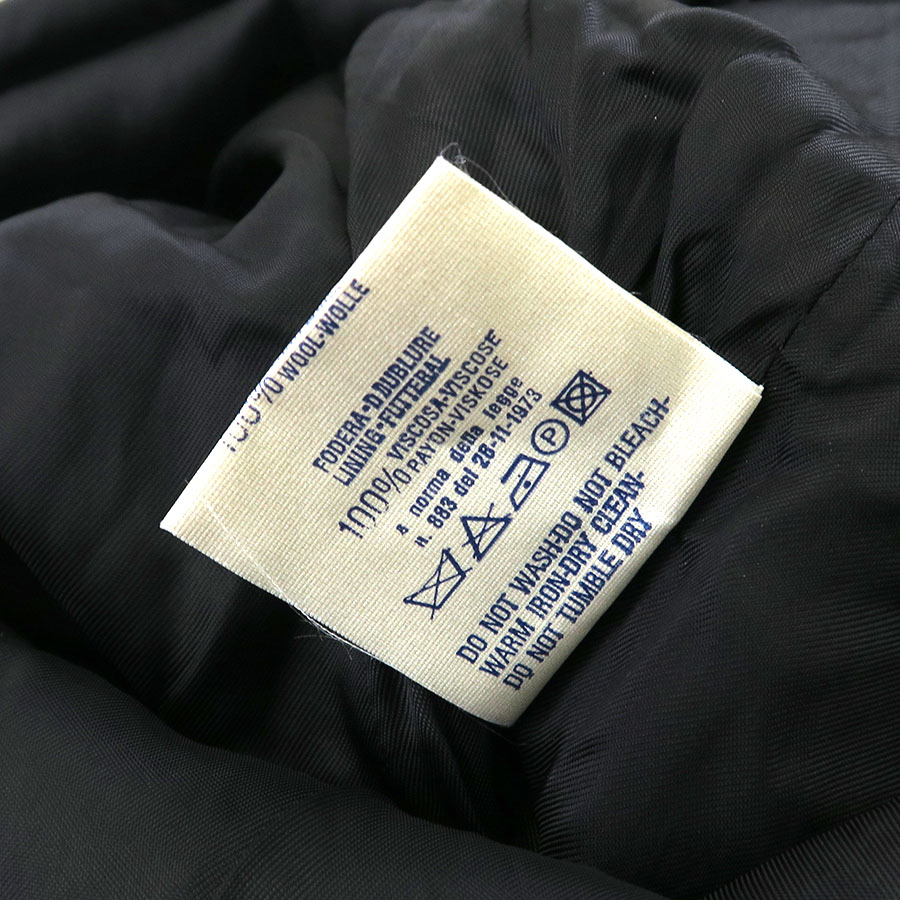 100% WOOL-WOLLE
FODERA-DOUBLURE
LINING-FUTTERAL
100% VISCOSA-VISCOSE
PAYON-VISKOSE
a norma della legge
n. 883 del 26-11-1973
P
DO NOT WASH-DO NOT BLEACH-
WARM IRON-DRY CLEAN-
DO NOT TUMBLE DRY